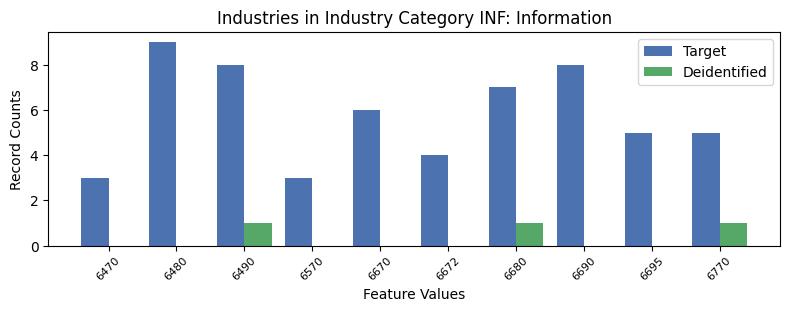 Industries in Industry Category INF: Information
Target
Deidentified
Record Counts
8
6
4
2
0
6470 6480 6490 6570 6670 6672 6680 6690 6695 6770
Feature Values